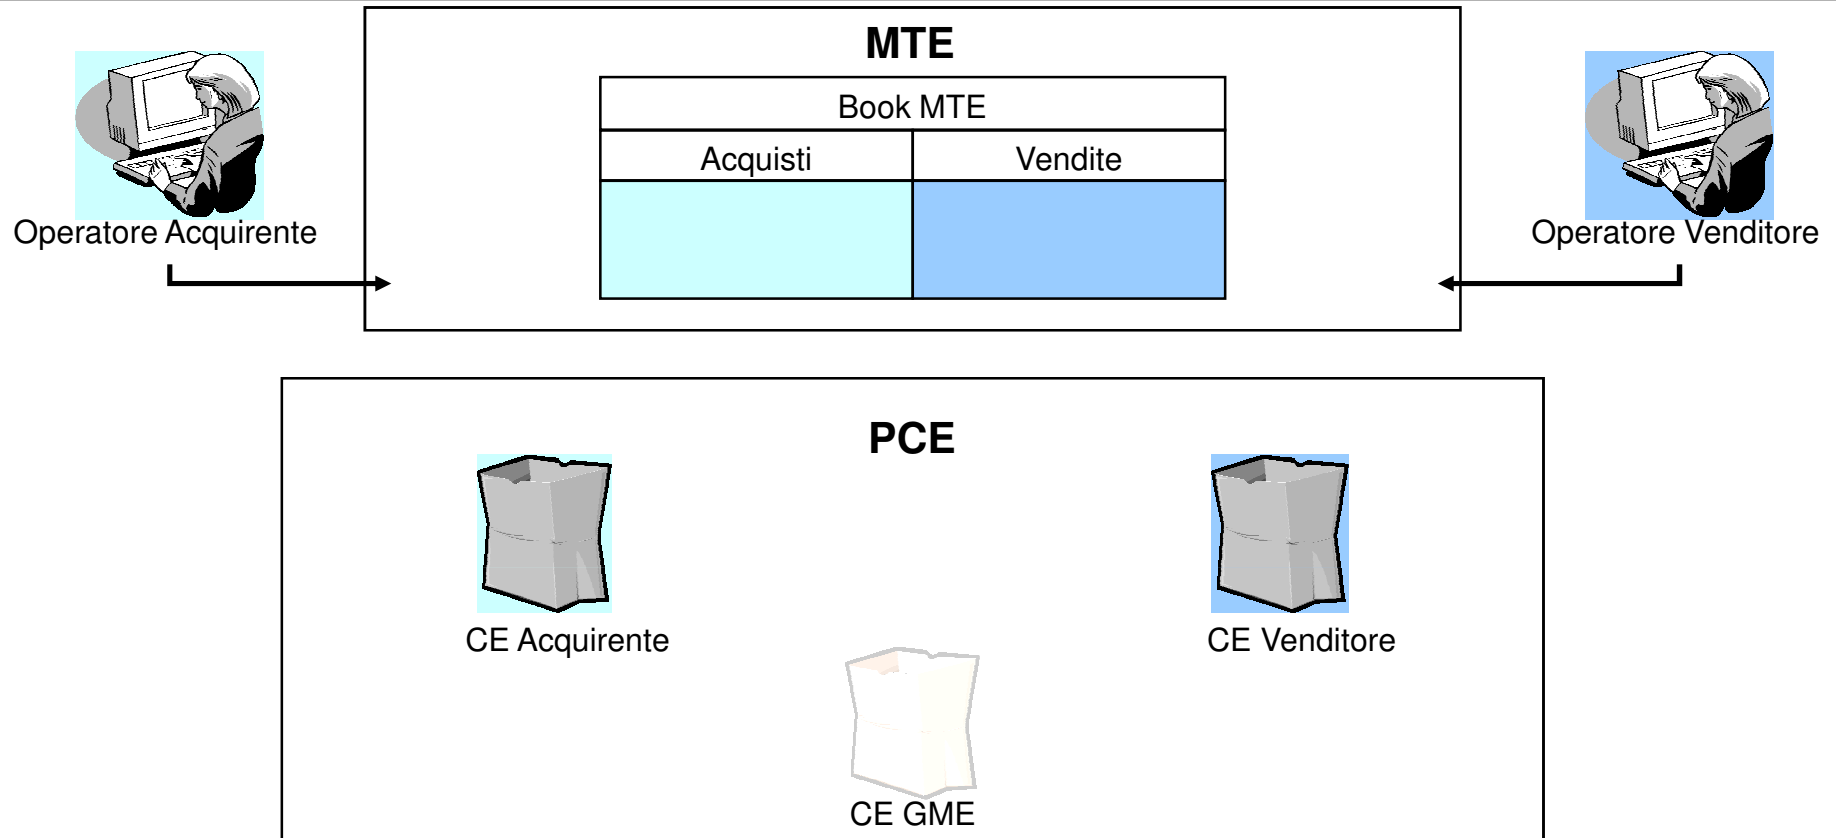 MTE
Book MTE
Acquisti Vendite
Operatore Acquirente
Operatore Venditore
PCE
CE Acquirente
CE Venditore
CE GME